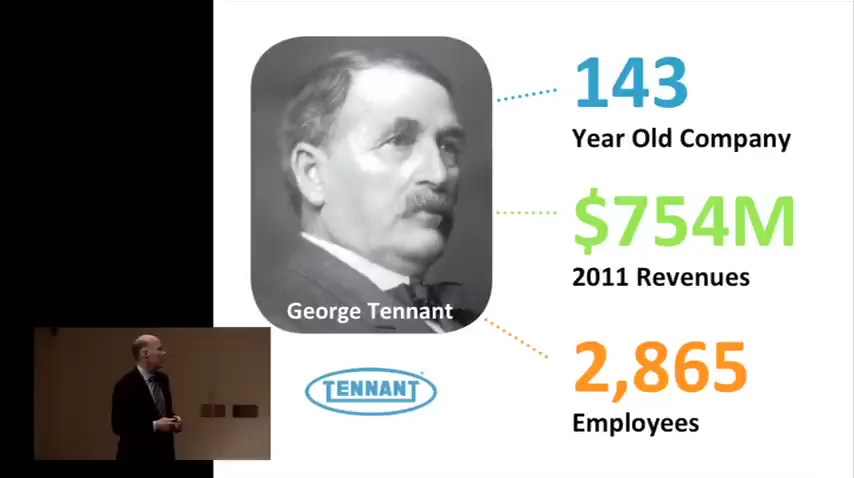 143
Year Old Company
$754M
2011 Revenues
George Tennant
2,865
TENNANT
Employees